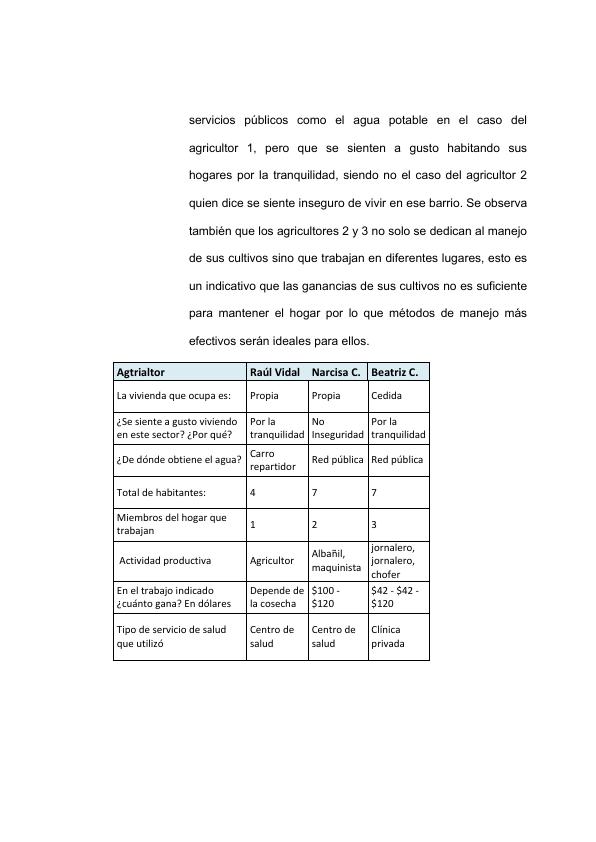 servicios públicos como el agua potable en el caso del
agricultor 1, pero que se sienten a gusto habitando sus
hogares por la tranquilidad, siendo no el caso del agricultor 2
quien dice se siente inseguro de vivir en ese barrio. Se observa
también que los agricultores 2 y 3 no solo se dedican al manejo
de sus cultivos sino que trabajan en diferentes lugares, esto es
un indicativo que las ganancias de sus cultivos no es suficiente
para mantener el hogar por lo que métodos de manejo más
efectivos serán ideales para ellos.
Agtrialtor Raúl Vidal Narcisa C. Beatriz C.
La vivienda que ocupa es: Propia Propia Cedida
¿Se siente a gusto viviendo Por la No Por la
en este sector? ¿Por qué? tranquilidad Inseguridad tranquilidad
¿De dónde obtiene el agua? Carro Red pública Red pública
repartidor
Total de habitantes: 4 7 7
Miembros del hogar que 1 2 3
trabajan
Actividad productiva Agricultor Albañil, jornalero,
maquinista jornalero,
chofer
En el trabajo indicado Depende de $100 - $42 - $42 -
¿cuánto gana? En dólares la cosecha $120 $120
Tipo de servicio de salud Centro de Centro de Clínica
que utilizó salud salud privada